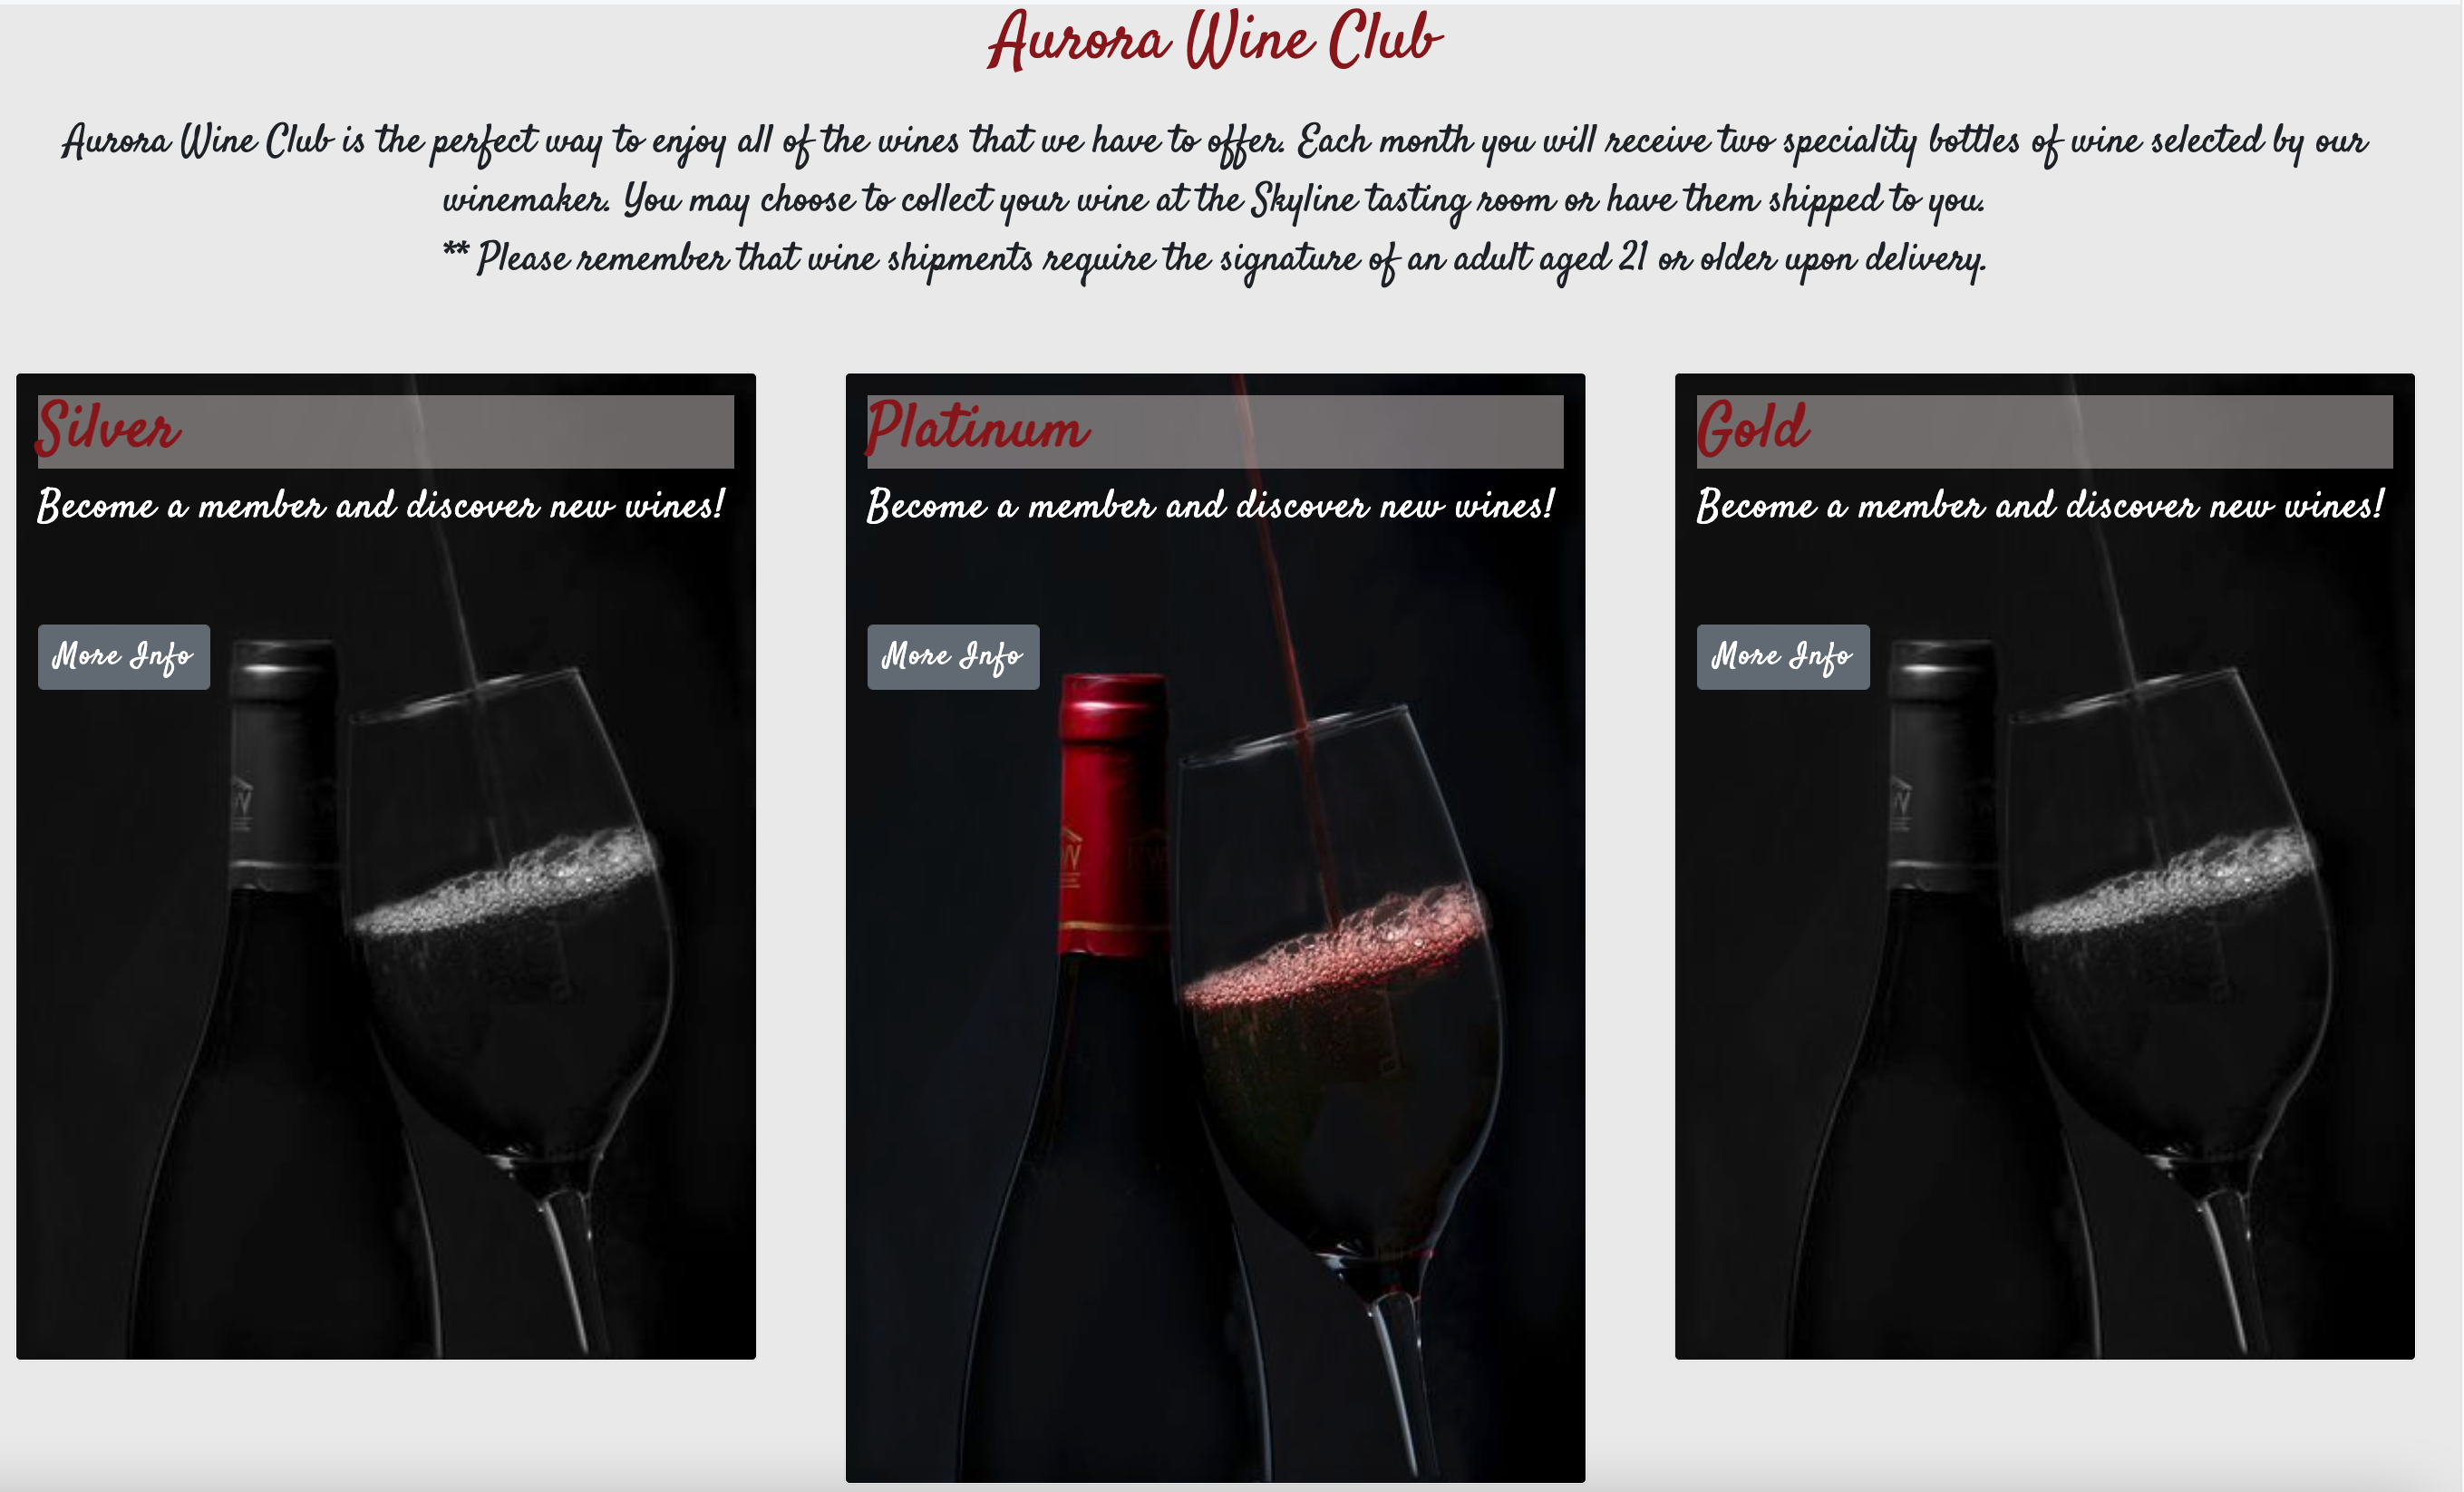 Aurora Wine Club
Aurora Wine Club is the perfect way to enjoy all of the wines that we have to offer. Each month you will receive two speciality bottles of wine selected by our
winemaker. You may choose to collect your wine at the Skyline tasting room or have them shipped to you.
** Please remember that wine shipments require the signature of an adult aged 21 or older upon delivery.
Silver
Become a member and discover new wines!
More Info
Platinum
Become a member and discover new wines!
More Info
Gold
Become a member and discover new wines!
More Info